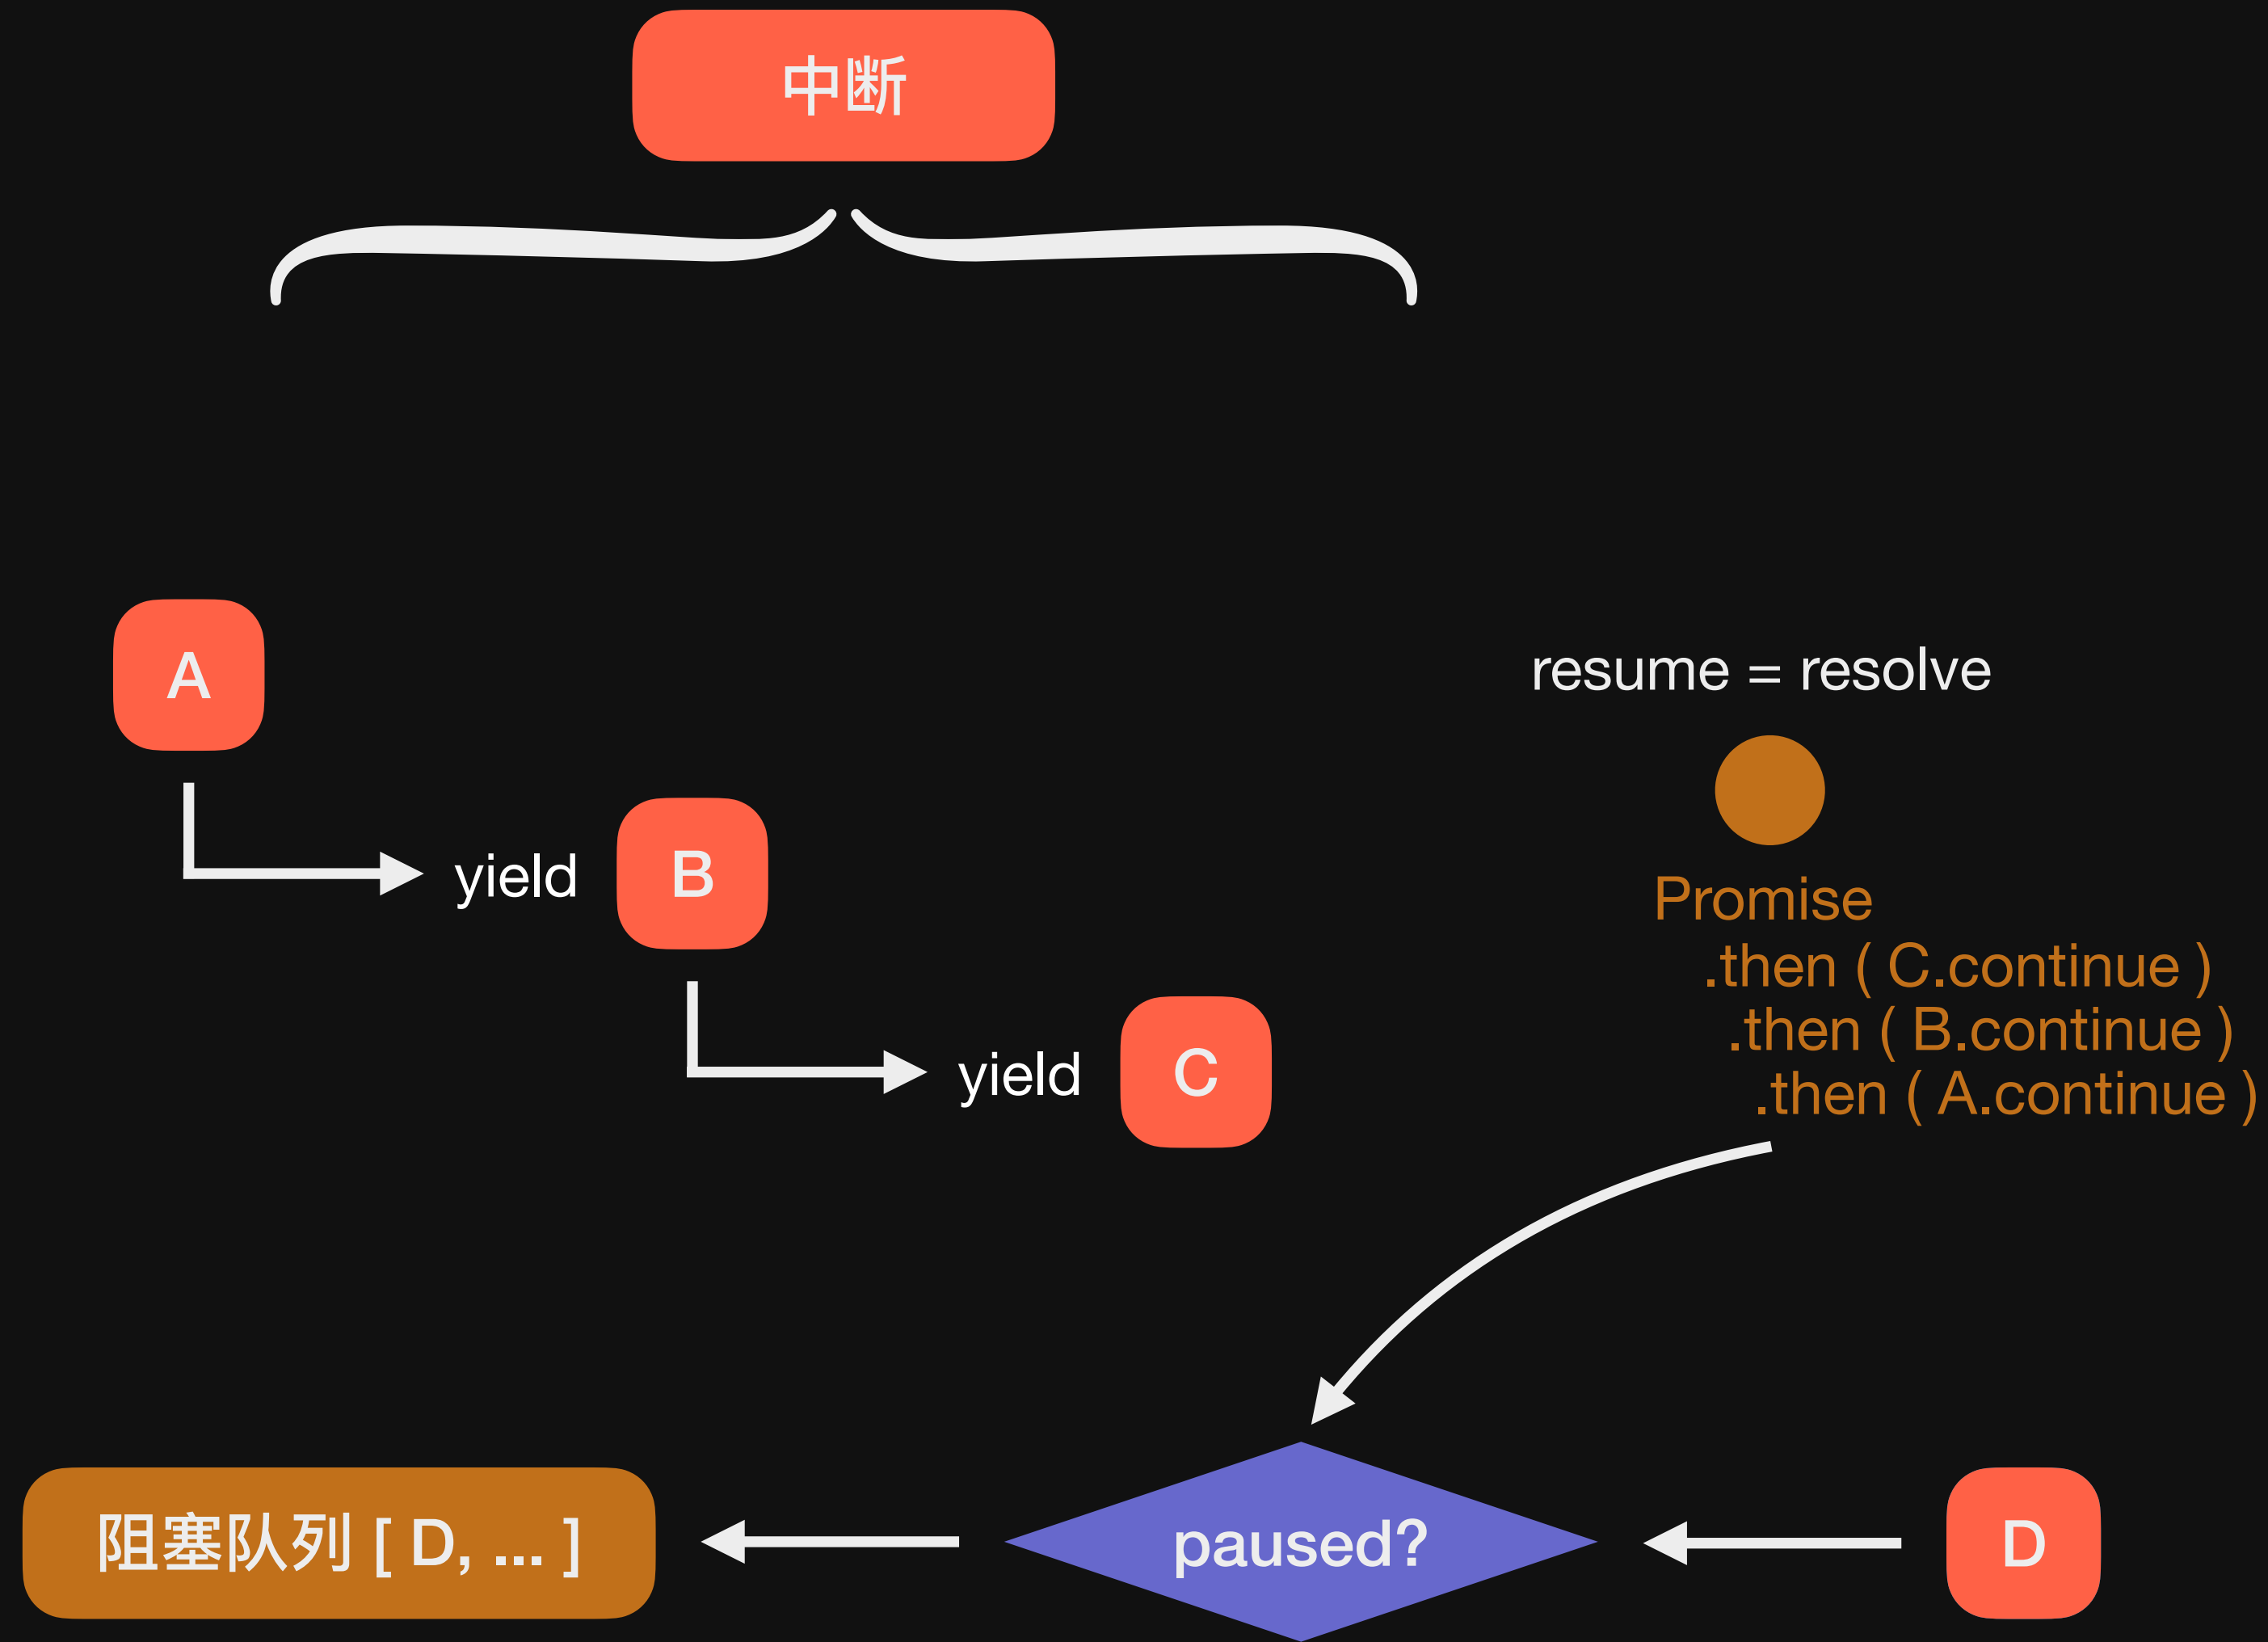 中断
A
resume = resolve
yield
B
Promise
.then ( C.continue )
.then ( B.continue )
yield
C
.then ( A.continue )
阻塞队列 [ D, ... ]
paused?
D